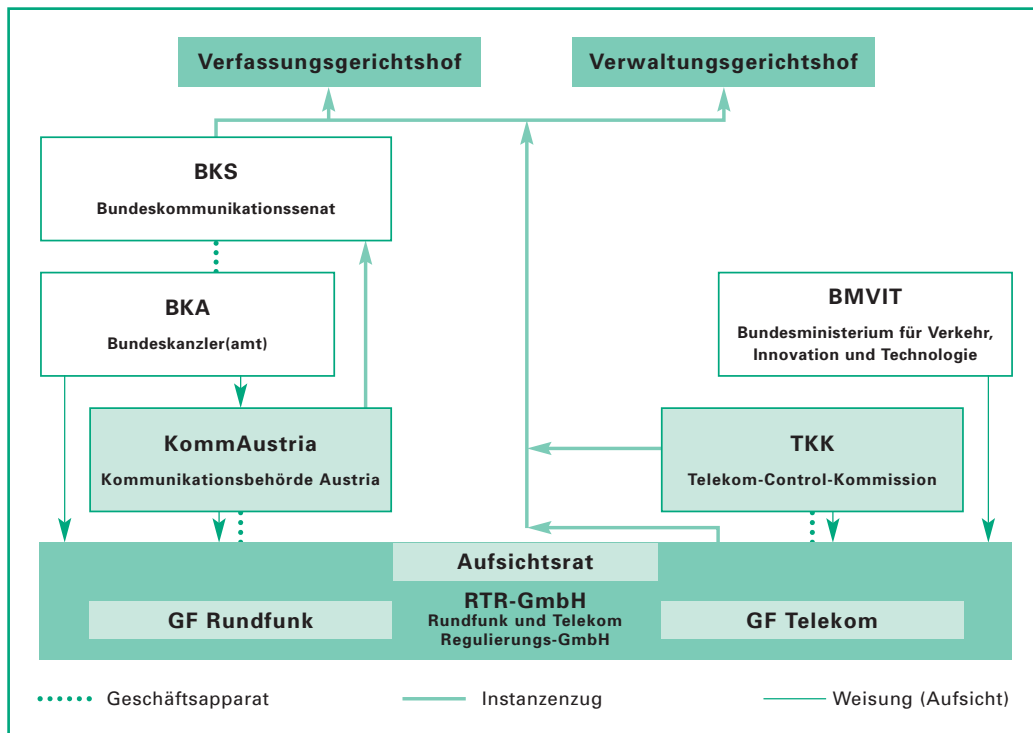 Verfassungsgerichtshof
Verwaltungsgerichtshof
BKS
Bundeskommunikationssenat
BKA
Bundeskanzler(amt)
BMVIT
Bundesministerium für Verkehr,
Innovation und Technologie
KommAustria
Kommunikationsbehörde Austria
TKK
Telekom-Control-Kommission
Aufsichtsrat
RTR-GmbH
Rundfunk und Telekom
Regulierungs-GmbH
GF Rundfunk
GF Telekom
Geschäftsapparat
Instanzenzug
Weisung (Aufsicht)